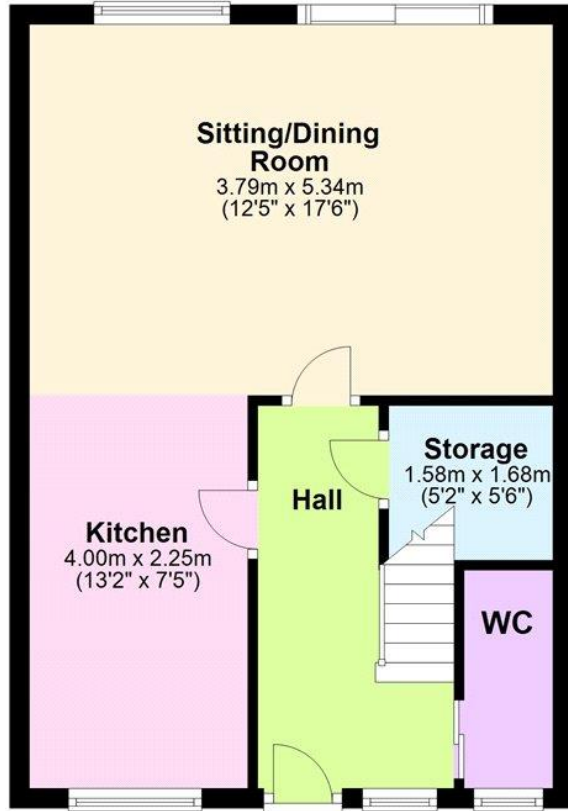 Sitting/Dining
Room
3.79m x 5.34m
(12'5" x 17'6")
Storage
1.58m x 1.68m
(5'2" x 5'6")
Hall
Kitchen
4.00m x 2.25m
(13'2" x 7'5")
WC